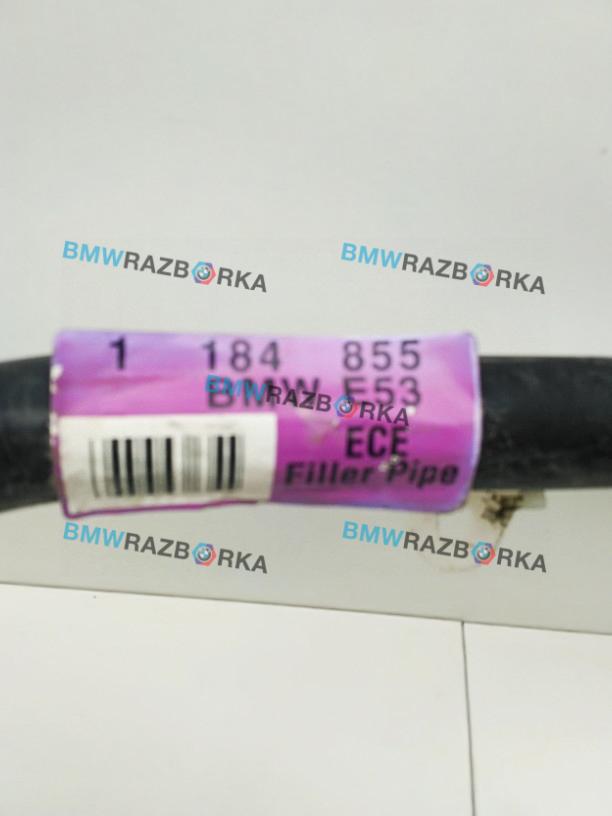 BMWRAZBORKA
BMWRAZBORKA
1 184 855
BMW E53
BMWRAZBORKA
ECE
Filler Pipe
BMWRAZBORKA
BMWRAZBORKA